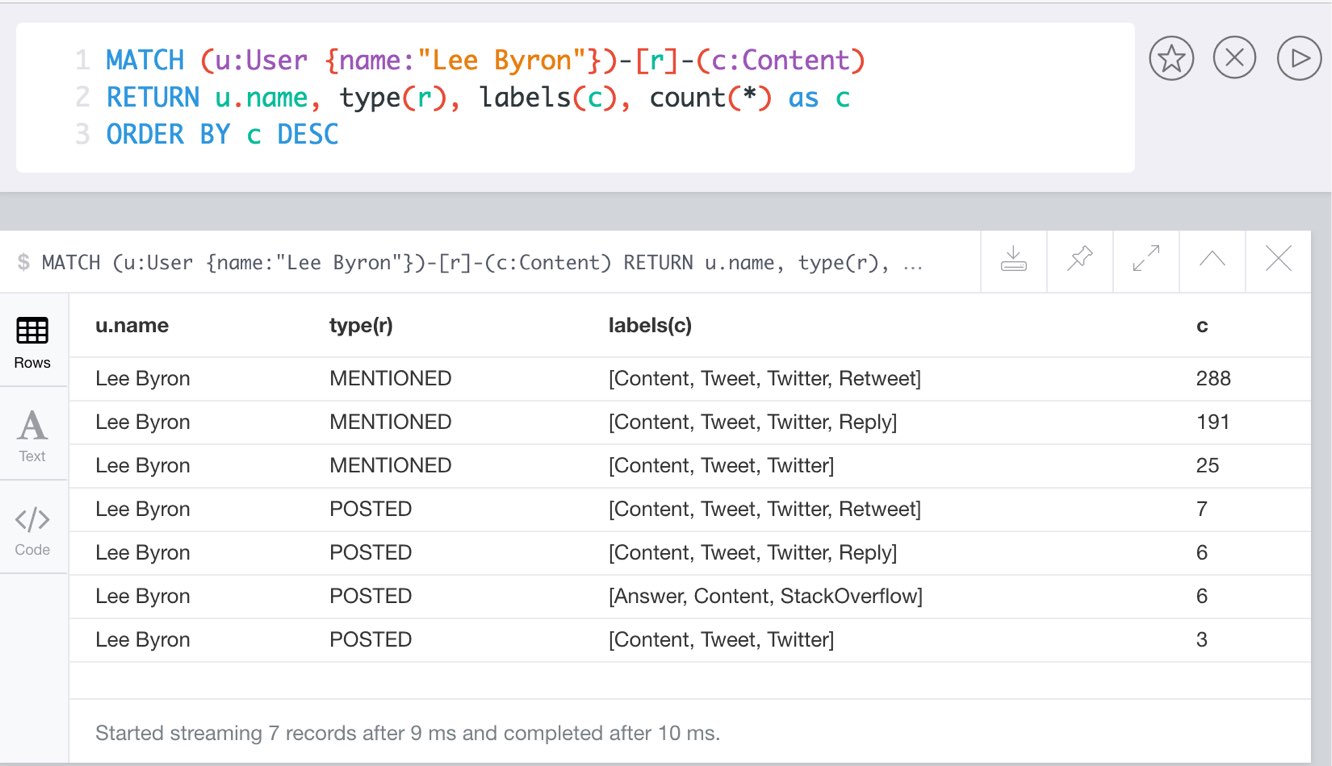 1 MATCH (u:User {name:"Lee Byron"})-[r]-(c:Content)
2 RETURN u.name, type(r), labels(c), count(*) as c
3 ORDER BY c DESC
$ MATCH (u:User {name:"Lee Byron"})-[r]-(c:Content) RETURN u.name, type(r), ...
u.name type(r) labels(c) c
Rows
Lee Byron MENTIONED [Content, Tweet, Twitter, Retweet] 288
Lee Byron MENTIONED [Content, Tweet, Twitter, Reply] 191
A
Text
Lee Byron MENTIONED [Content, Tweet, Twitter] 25
Lee Byron POSTED [Content, Tweet, Twitter, Retweet] 7
</>
Code
Lee Byron POSTED [Content, Tweet, Twitter, Reply] 6
Lee Byron POSTED [Answer, Content, StackOverflow] 6
Lee Byron POSTED [Content, Tweet, Twitter] 3
Started streaming 7 records after 9 ms and completed after 10 ms.